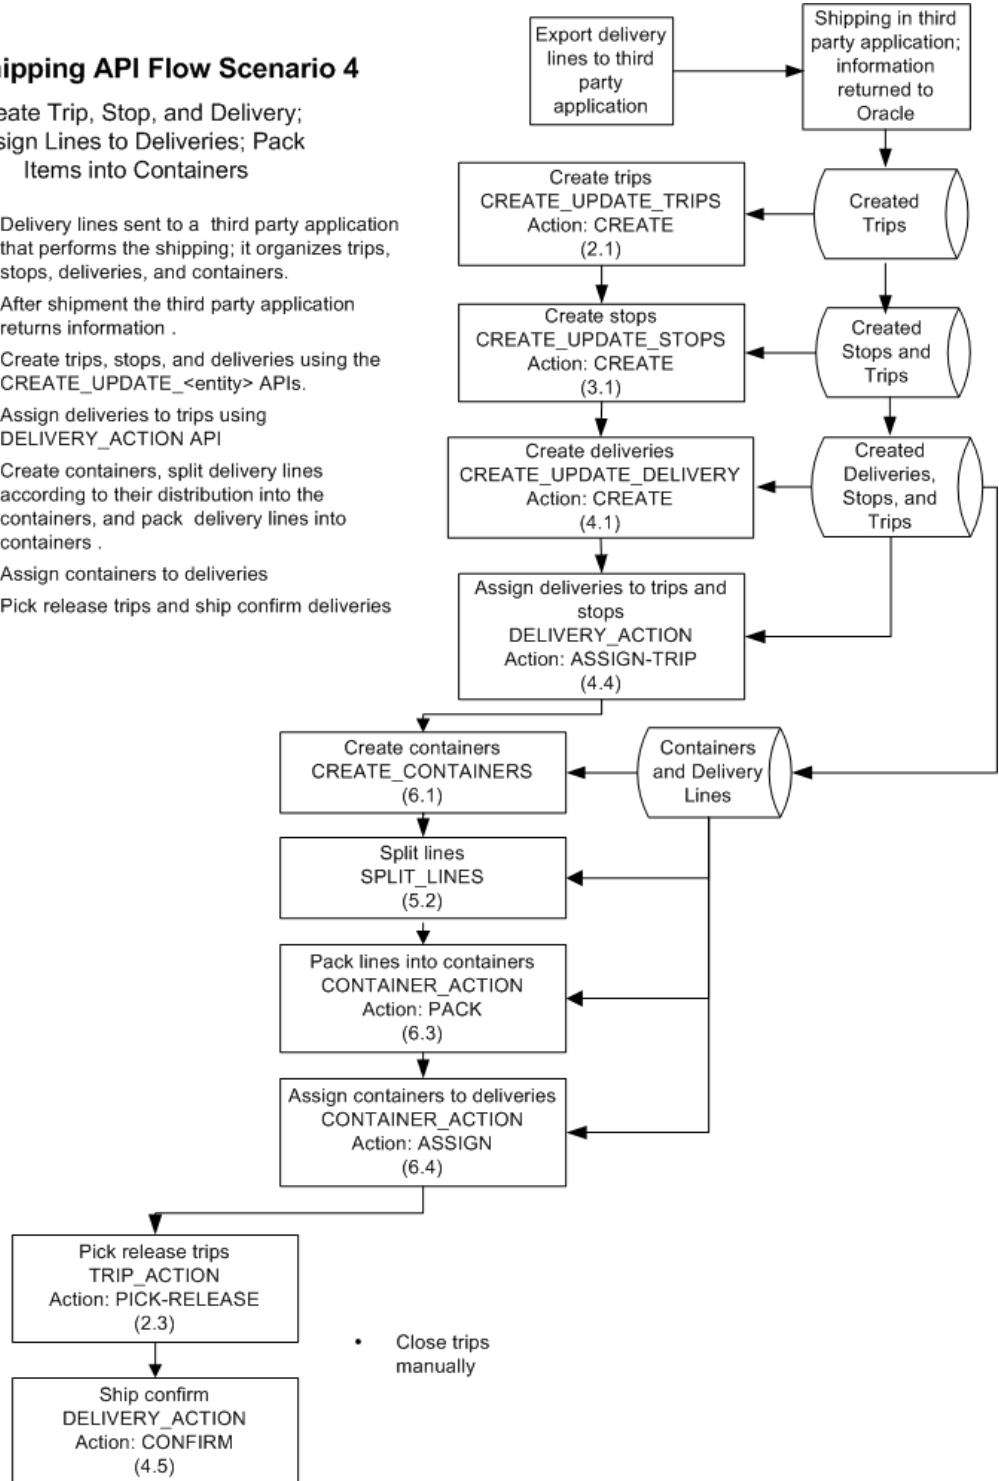 ipping API Flow Scenario 4
eate Trip, Stop, and Delivery;
sign Lines to Deliveries; Pack
Items into Containers
Delivery lines sent to a third party application
that performs the shipping; it organizes trips,
stops, deliveries, and containers.
After shipment the third party application
returns information .
Create trips, stops, and deliveries using the
CREATE_UPDATE_<entity> APIs.
Assign deliveries to trips using
DELIVERY_ACTION API
Create containers, split delivery lines
according to their distribution into the
containers, and pack delivery lines into
containers .
Assign containers to deliveries
Pick release trips and ship confirm deliveries
Export delivery
lines to third
party
application
Shipping in third
party application;
information
returned to
Oracle
Create trips
CREATE_UPDATE_TRIPS
Action: CREATE
(2.1)
Created
Trips
Create stops
CREATE_UPDATE_STOPS
Action: CREATE
(3.1)
Created
Stops and
Trips
Create deliveries
CREATE_UPDATE_DELIVERY
Action: CREATE
(4.1)
Created
Deliveries,
Stops, and
Trips
Assign deliveries to trips and
stops
DELIVERY_ACTION
Action: ASSIGN-TRIP
(4.4)
Create containers
CREATE_CONTAINERS
(6.1)
Containers
and Delivery
Lines
Split lines
SPLIT_LINES
(5.2)
Pack lines into containers
CONTAINER_ACTION
Action: PACK
(6.3)
Assign containers to deliveries
CONTAINER_ACTION
Action: ASSIGN
(6.4)
Pick release trips
TRIP_ACTION
Action: PICK-RELEASE
(2.3)
• Close trips
manually
Ship confirm
DELIVERY_ACTION
Action: CONFIRM
(4.5)